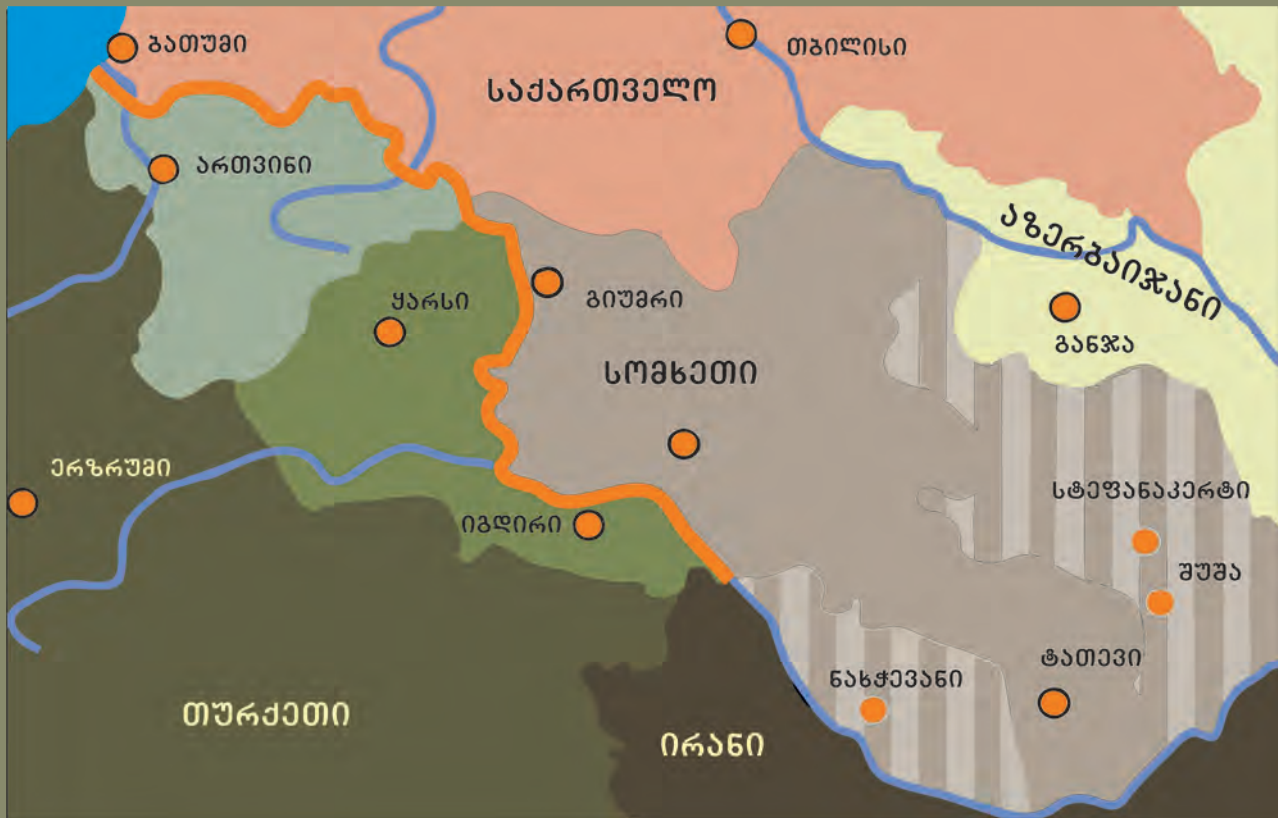 ბათუმი
თბილისი
საქართველო
ართვინი
აზერბაიჯანი
ყარსი
გიუმრი
განჯა
სომხეთი
ერზრუმი
სტეფანაკერტი
იგდირი
შუშა
ტათევი
ნახჭევანი
თურქეთი
ირანი